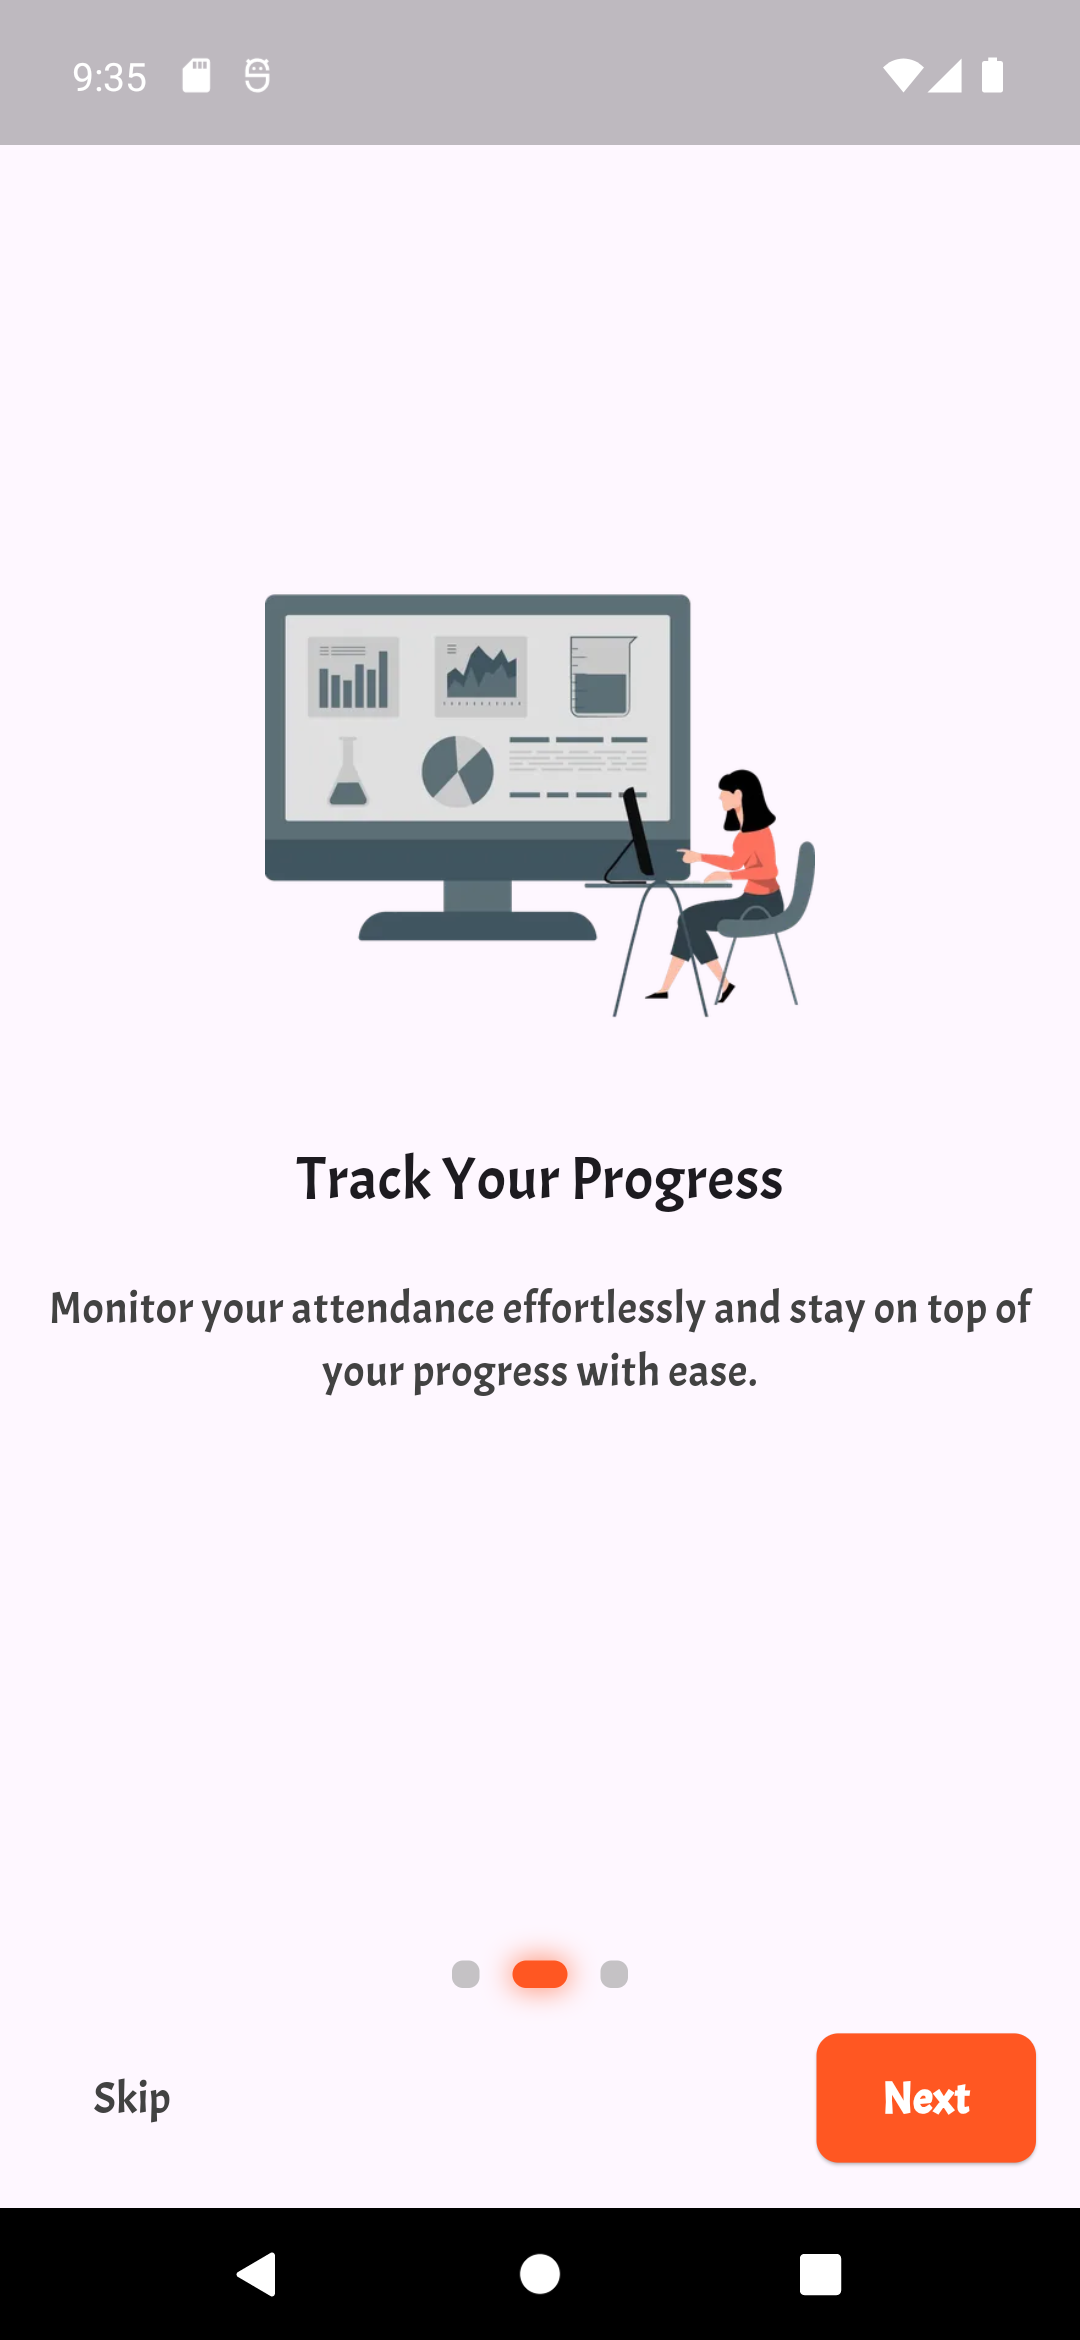 9:35
Track Your Progress
Monitor your attendance effortlessly and stay on top of
your progress with ease.
Skip
Next